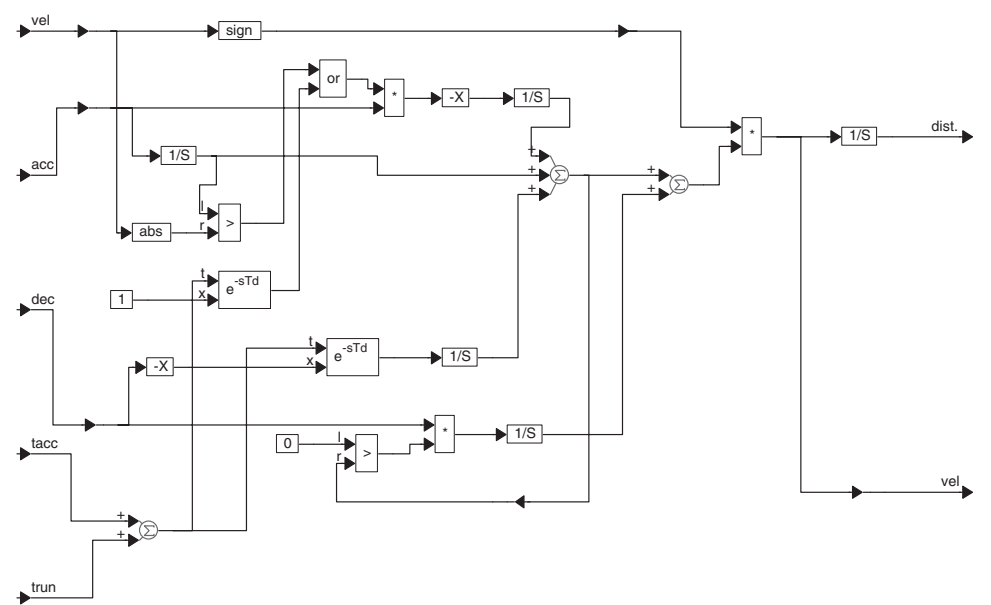 vel
sign
or
*
-X
1/S
acc
1/S
+
+
+
Σ
+
+
Σ
*
1/S
dist.
l
r
>
abs
t
x
e-sTd
1
dec
t
x
e-sTd
1/S
-X
0
l
r
>
*
1/S
tacc
+
+
Σ
vel
trun